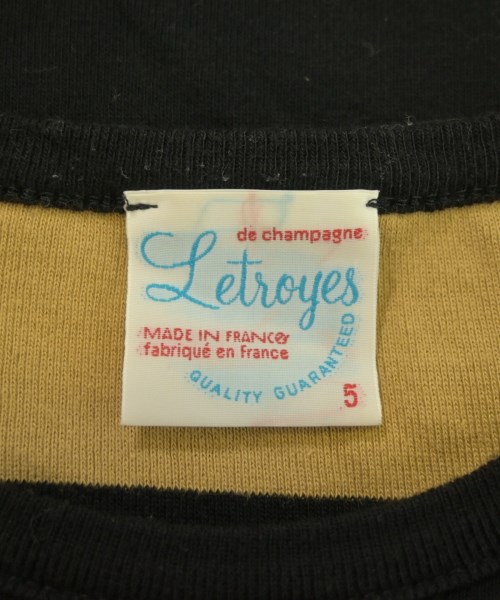 de champagne
Letroyes
MADE IN FRANCE
fabriqué en France
QUALITY GUARANTEED
5